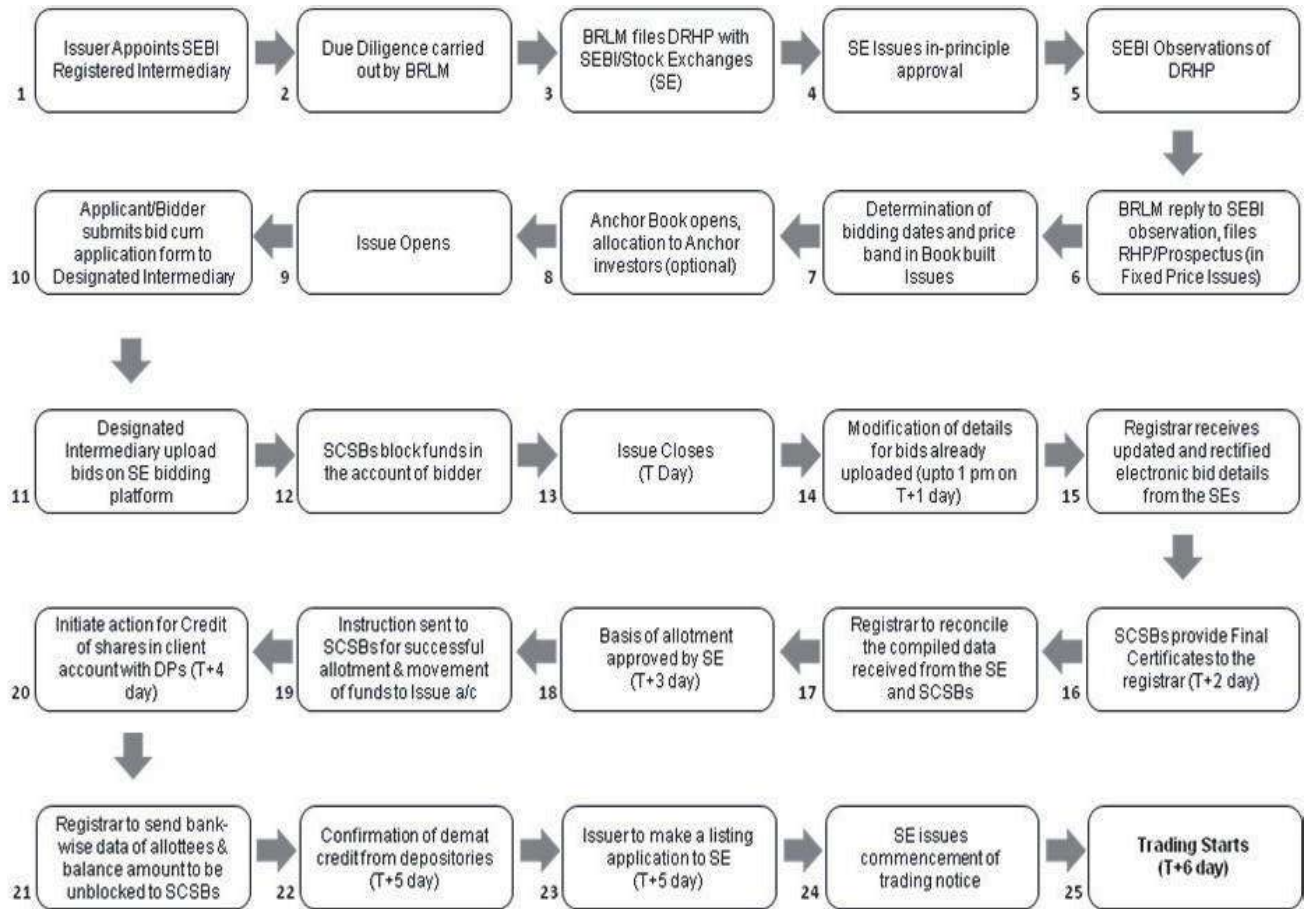 Issuer Appoints SEBI
Registered Intermediary
1
Due Diligence carried
out by BRLM
2
BRLM files DRHP with
SEBI/Stock Exchanges
(SE)
3
SE Issues in-principle
approval
4
SEBI Observations of
DRHP
5
BRLM reply to SEBI
observation, files
RHP/Prospectus (in
Fixed Price Issues)
6
Determination of
bidding dates and price
band in Book built
Issues
7
Anchor Book opens,
allocation to Anchor
investors (optional)
8
Issue Opens
9
Applicant/Bidder
submits bid cum
application form to
Designated Intermediary
10
Designated
Intermediary upload
bids on SE bidding
platform
11
SCSBs block funds in
the account of bidder
12
Issue Closes
(T Day)
13
Modification of details
for bids already
uploaded (upto 1 pm on
T+1 day)
14
Registrar receives
updated and rectified
electronic bid details
from the SEs
15
SCSBs provide Final
Certificates to the
registrar (T+2 day)
16
Registrar to reconcile
the compiled data
received from the SE
and SCSBs
17
Basis of allotment
approved by SE
(T+3 day)
18
Instruction sent to
SCSBs for successful
allotment & movement
of funds to Issue a/c
19
Initiate action for Credit
of shares in client
account with DPs (T+4
day)
20
Registrar to send bank-
wise data of allottees &
balance amount to be
unblocked to SCSBs
21
Confirmation of demat
credit from depositories
(T+5 day)
22
Issuer to make a listing
application to SE
(T+5 day)
23
SE issues
commencement of
trading notice
24
Trading Starts
(T+6 day)
25